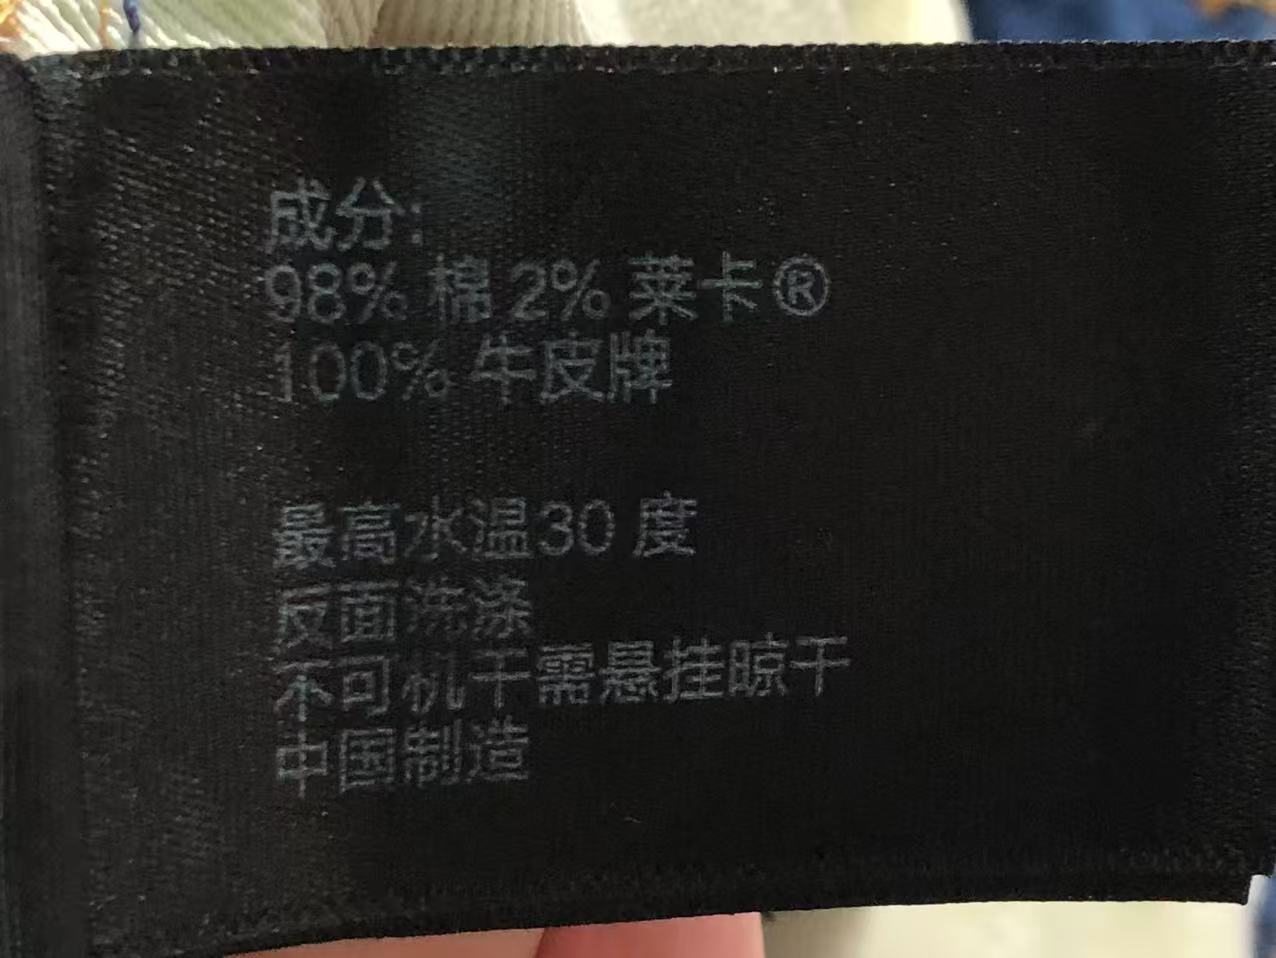 成分:
98% 棉 2% 莱卡®
100% 牛皮牌
最高水温30 度
反面洗涤
不可机干需悬挂晾干
中国制造